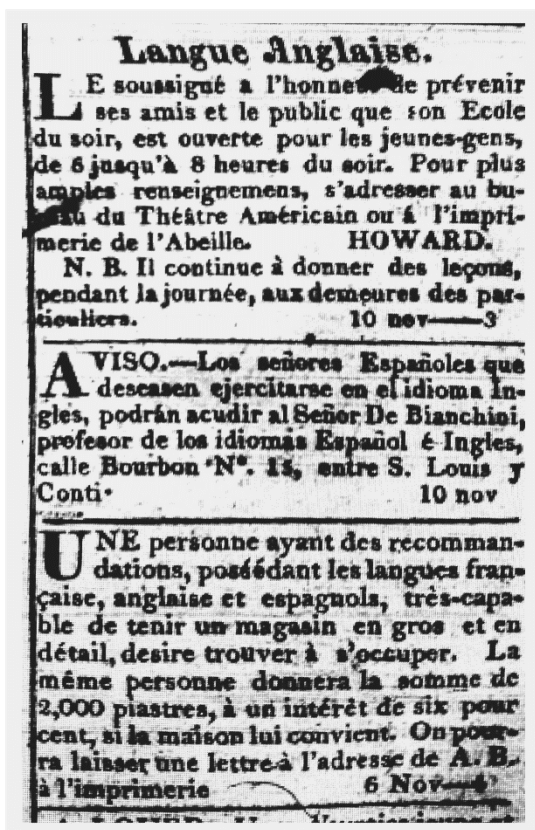 Langue Anglaise.
LE soussigné a l'honneur de prévenir
ses amis et le public que son Ecole
du soir, est ouverte pour les jeunes-gens,
de 6 jusqu'à 8 heures du soir. Pour plus
amples renseignemens, s'adresser au bu-
reau du Théâtre Américain ou à l'impri-
merie de l'Abeille. HOWARD.
N. B. Il continue à donner des leçons,
pendant la journée, aux demeures des par-
ticuliers. 10 nov—3
AVISO.—Los señores Españoles que
deseasen ejercitarse en el idioma In-
gles, podrán acudir al Señor De Bianchini,
profesor de los idiomas Español é Ingles,
calle Bourbon N°. 15, entre S. Louis y
Conti. 10 nov
UNE personne ayant des recomman-
dations, possédant les langues fran-
çaise, anglaise et espagnols, très-capa-
ble de tenir un magasin en gros et en
détail, desire trouver à s'occuper. La
même personne donnera la somme de
2,000 piastres, à un intérêt de six pour
cent, si la maison lui convient. On pour-
ra laisser une lettre à l'adresse de A. B.
à l'imprimerie 6 Nov—4